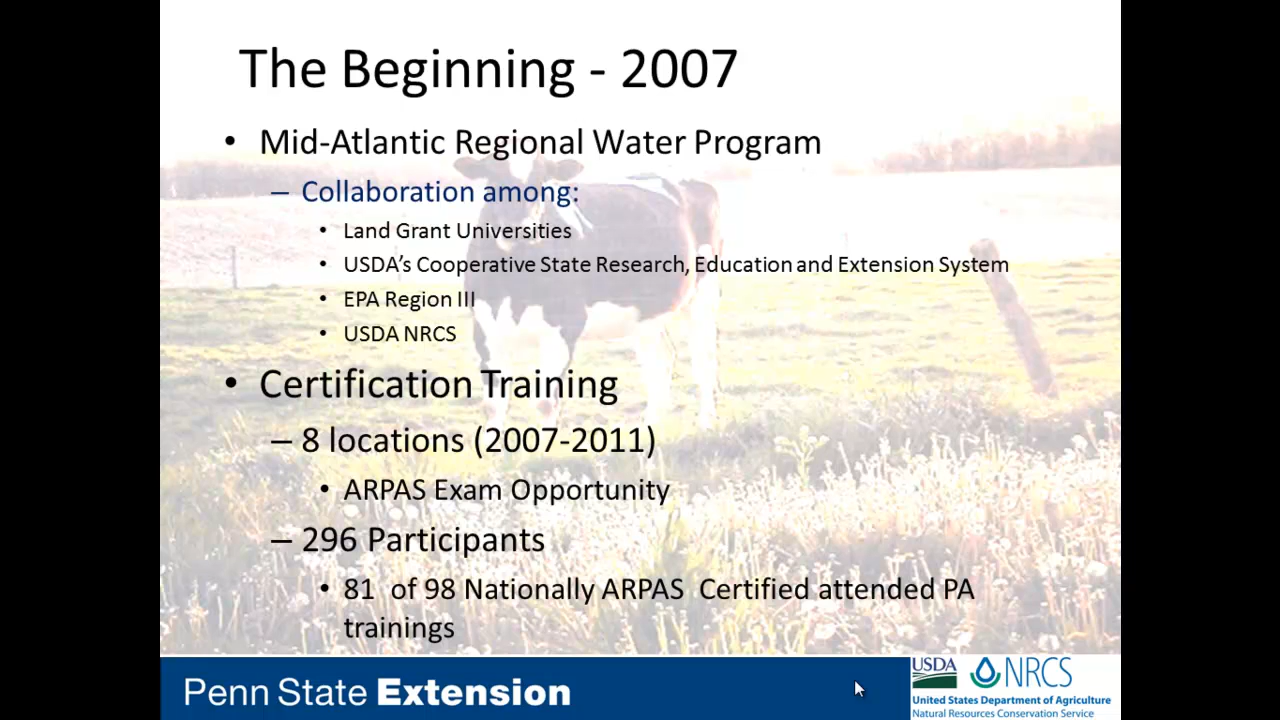 The Beginning - 2007
• Mid-Atlantic Regional Water Program
– Collaboration among:
• Land Grant Universities
• USDA’s Cooperative State Research, Education and Extension System
• EPA Region III
• USDA NRCS
• Certification Training
– 8 locations (2007-2011)
• ARPAS Exam Opportunity
– 296 Participants
• 81 of 98 Nationally ARPAS Certified attended PA
trainings
Penn State Extension
USDA NRCS
United States Department of Agriculture
Natural Resources Conservation Service